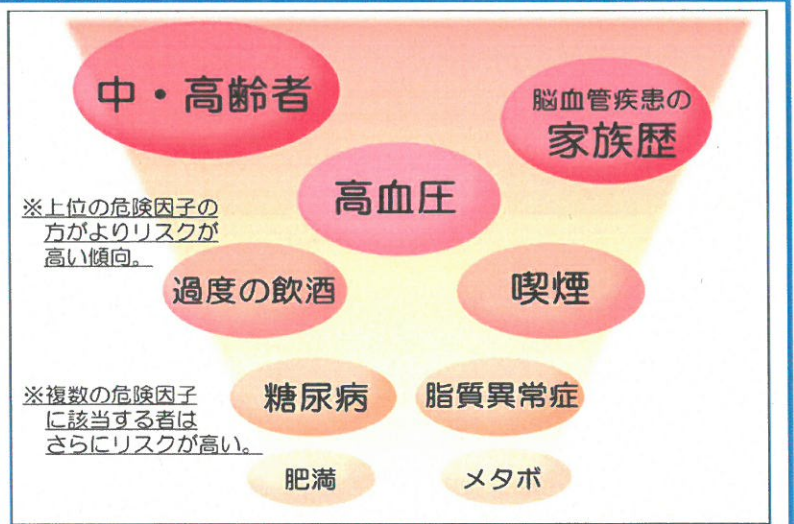 中・高齢者
脳血管疾患の
家族歴
高血圧
※上位の危険因子の
方がよりリスクが
高い傾向。
過度の飲酒
喫煙
※複数の危険因子
に該当する者は
さらにリスクが高い。
糖尿病
脂質異常症
肥満
メタボ